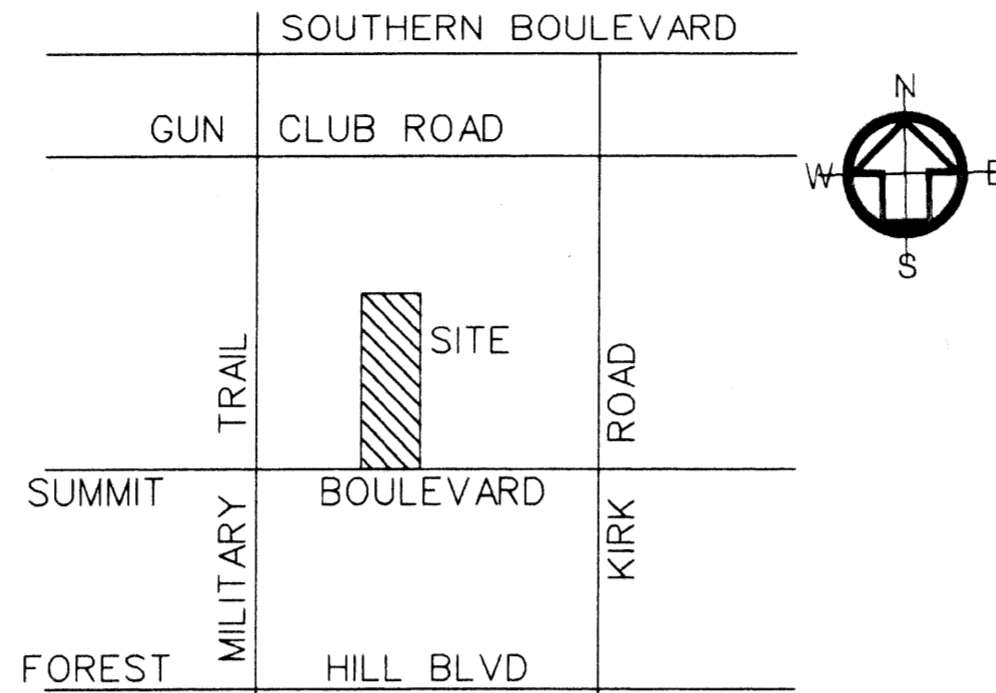 SOUTHERN BOULEVARD
GUN CLUB ROAD
N
W E
S
SITE
MILITARY TRAIL
KIRK ROAD
SUMMIT BOULEVARD
FOREST HILL BLVD